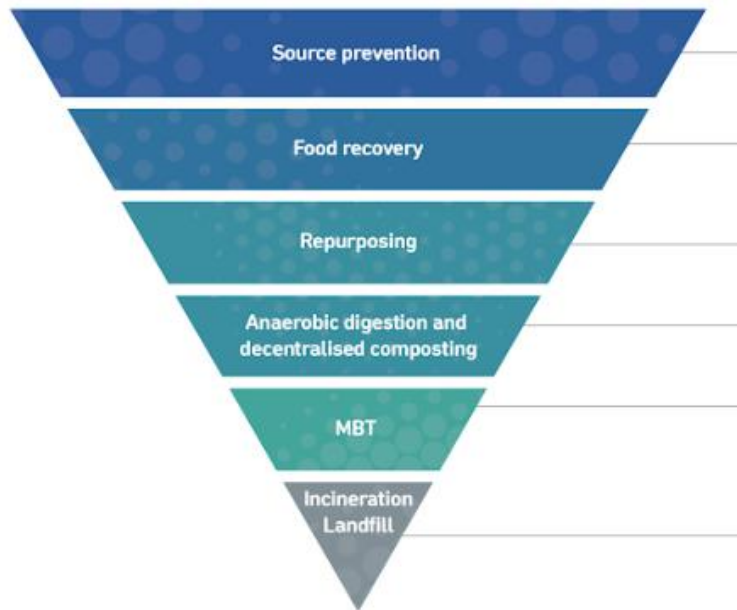 Source prevention
Food recovery
Repurposing
Anaerobic digestion and
decentralised composting
MBT
Incineration
Landfill